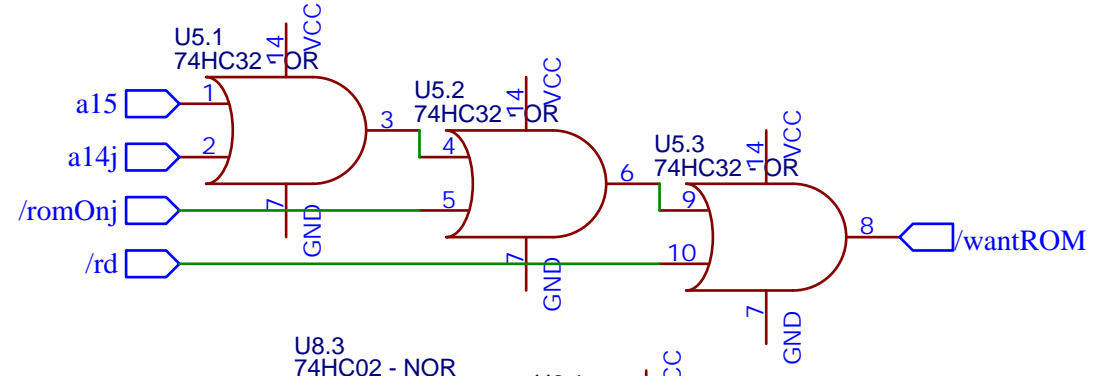 U5.1
74HC32 - OR
14
VCC
a15
1
a14j
2
3
7
GND
U5.2
74HC32 - OR
14
VCC
4
/romOnj
5
6
7
GND
U5.3
74HC32 - OR
14
VCC
9
/rd
10
8
/wantROM
7
GND
U8.3
74HC02 - NOR